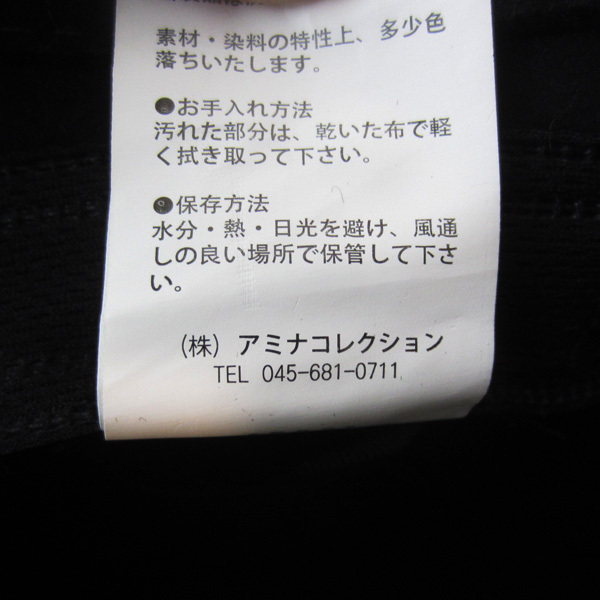 素材・染料の特性上、多少色
落ちいたします。
●お手入れ方法
汚れた部分は、乾いた布で軽
く拭き取って下さい。
●保存方法
水分・熱・日光を避け、風通
しの良い場所で保管して下さ
い。
(株) アミナコレクション
TEL 045-681-0711